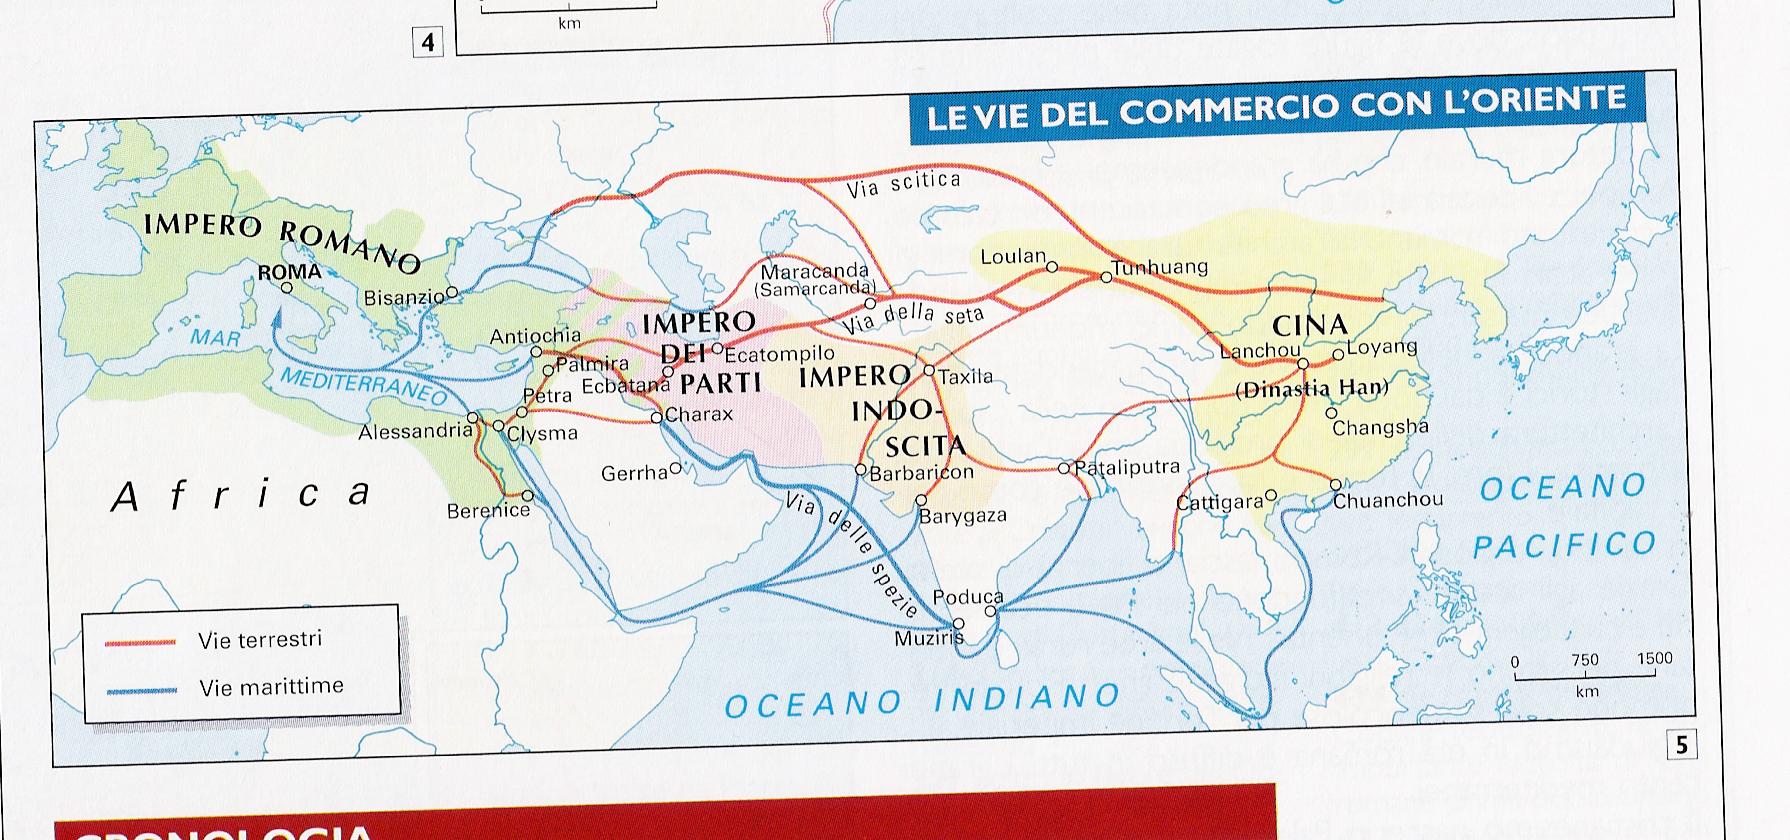 km
4
LE VIE DEL COMMERCIO CON L'ORIENTE
Via scitica
IMPERO ROMANO
ROMA
Bisanzio
Loulan
Tunhuang
Maracanda
(Samarcanda)
Via della seta
MAR
MEDITERRANEO
Antiochia
Palmira
IMPERO
DEI
PARTI
Ecatompilo
Ecbatana
IMPERO
INDO-
SCITA
Taxila
CINA
Lanchou
Loyang
(Dinastia Han)
Changsha
Petra
Charax
Alessandria
Clysma
Gerrha
Barbaricon
Pataliputra
Africa
Berenice
Barygaza
Cattigara
Chuanchou
OCEANO
PACIFICO
Via delle spezie
Poduca
Muziris
Vie terrestri
Vie marittime
OCEANO INDIANO
0 750 1500
km
5
CRONOLOGIA